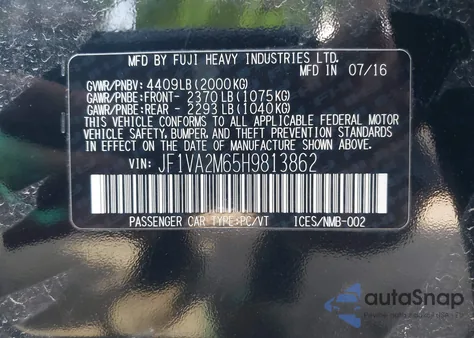 MFD BY FUJI HEAVY INDUSTRIES LTD.
MFD IN 07/16
GVWR/PNBV: 4409LB(2000KG)
GAWR/PNBE:FRONT- 2370LB(1075KG)
GAWR/PNBE:REAR - 2293LB(1040KG)
THIS VEHICLE CONFORMS TO ALL APPLICABLE FEDERAL MOTOR
VEHICLE SAFETY, BUMPER, AND THEFT PREVENTION STANDARDS
IN EFFECT ON THE DATE OF MANUFACTURE SHOWN ABOVE.
VIN: JF1VA2M65H9813862
PASSENGER CAR TYPE:PC/VT ICES/NMB-002
autoSnap